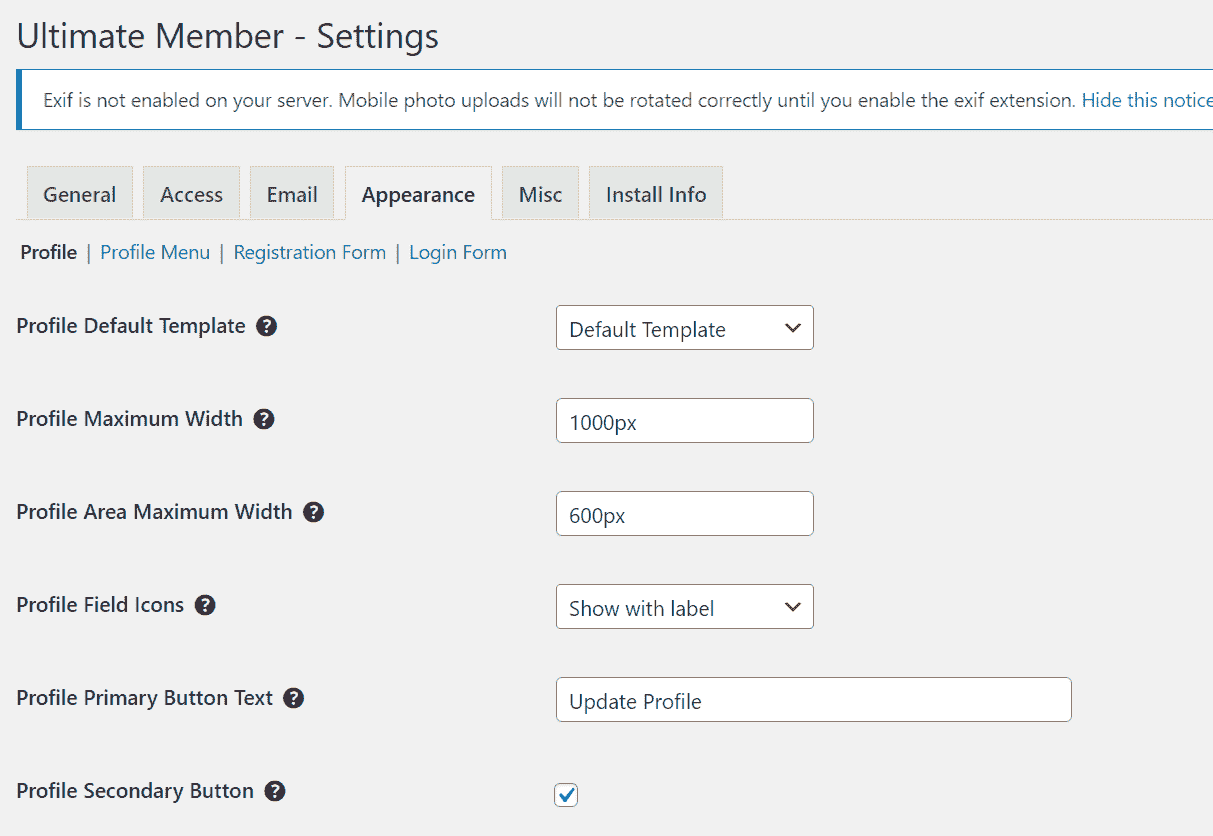 Ultimate Member - Settings
Exif is not enabled on your server. Mobile photo uploads will not be rotated correctly until you enable the exif extension. Hide this notice
General Access Email Appearance Misc Install Info
Profile | Profile Menu | Registration Form | Login Form
Profile Default Template ? Default Template
Profile Maximum Width ? 1000px
Profile Area Maximum Width ? 600px
Profile Field Icons ? Show with label
Profile Primary Button Text ? Update Profile
Profile Secondary Button ?